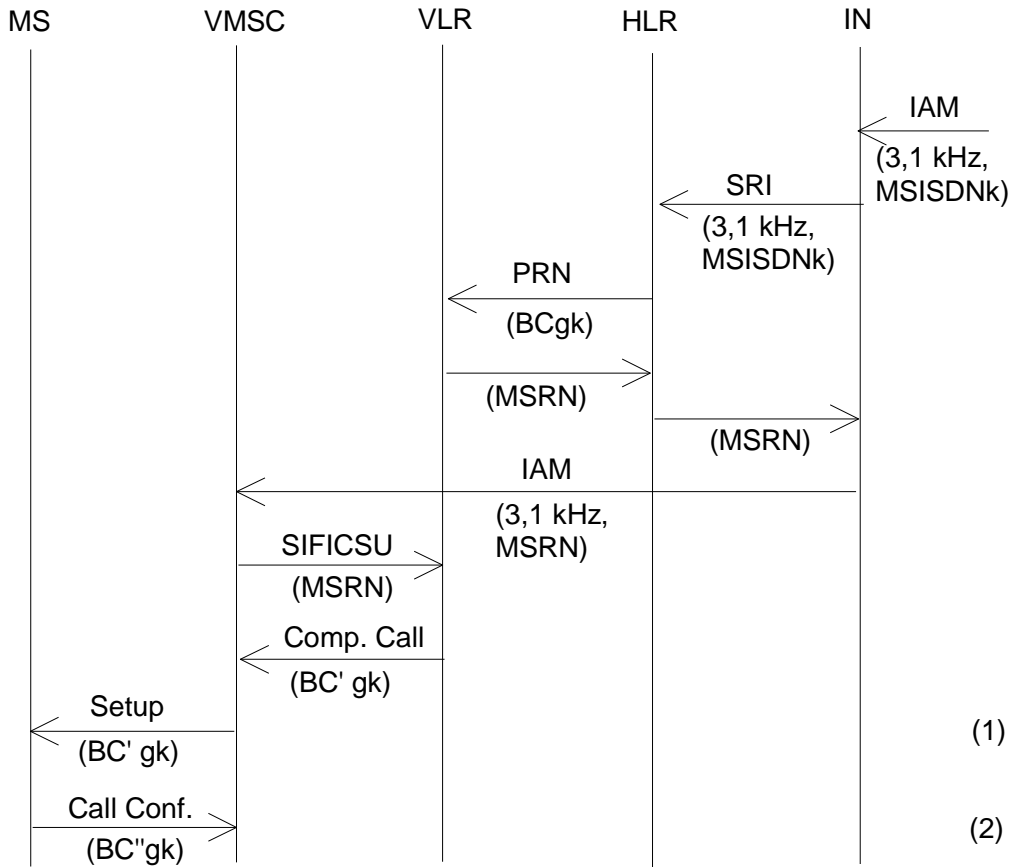 MS VMSC VLR HLR IN
IAM
(3,1 kHz,
MSISDNk)
SRI
(3,1 kHz,
MSISDNk)
PRN
(BCgk)
(MSRN)
(MSRN)
IAM
(3,1 kHz,
MSRN)
SIFICSU
(MSRN)
Comp. Call
(BC' gk)
Setup
(BC' gk)
(1)
Call Conf.
(BC"gk)
(2)